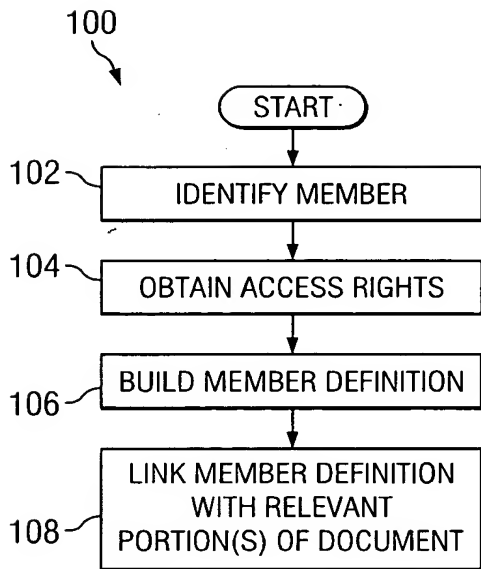 100
START
102
IDENTIFY MEMBER
104
OBTAIN ACCESS RIGHTS
106
BUILD MEMBER DEFINITION
108
LINK MEMBER DEFINITION
WITH RELEVANT
PORTION(S) OF DOCUMENT